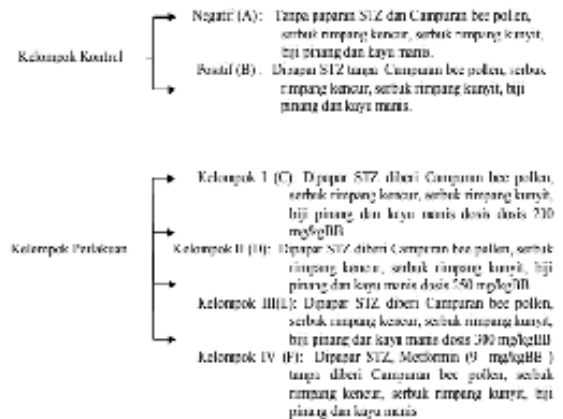 Negatif (A) : Tanpa paparan STZ dan Campuran bee pollen,
serbuk rimpang kencur, serbuk rimpang kunyit,
biji pinang dan kayu manis.
Kelompok Kontrol
Positif (B) : Dipapar STZ tanpa Campuran bee pollen, serbuk
rimpang kencur, serbuk rimpang kunyit, biji
pinang dan kayu manis.
Kelompok I (C) Dipapar STZ diberi Campuran bee pollen,
serbuk rimpang kencur, serbuk rimpang kunyit,
biji pinang dan kayu manis dosis dosis 200
mg/kgBB
Kelompok Perlakuan
Kelompok II (D): Dipapar STZ diberi Campuran bee pollen, serbuk
rimpang kencur, serbuk rimpang kunyit, biji
pinang dan kayu manis dosis 250 mg/kgBB
Kelompok III(E): Dipapar STZ diberi Campuran bee pollen,
serbuk rimpang kencur, serbuk rimpang kunyit,
biji pinang dan kayu manis dosis 300 mg/kgBB
Kelompok IV (F): Dipapar STZ, Metformin (9 mg/kgBB )
tanpa diberi Campuran bee pollen, serbuk
rimpang kencur, serbuk rimpang kunyit, biji
pinang dan kayu manis